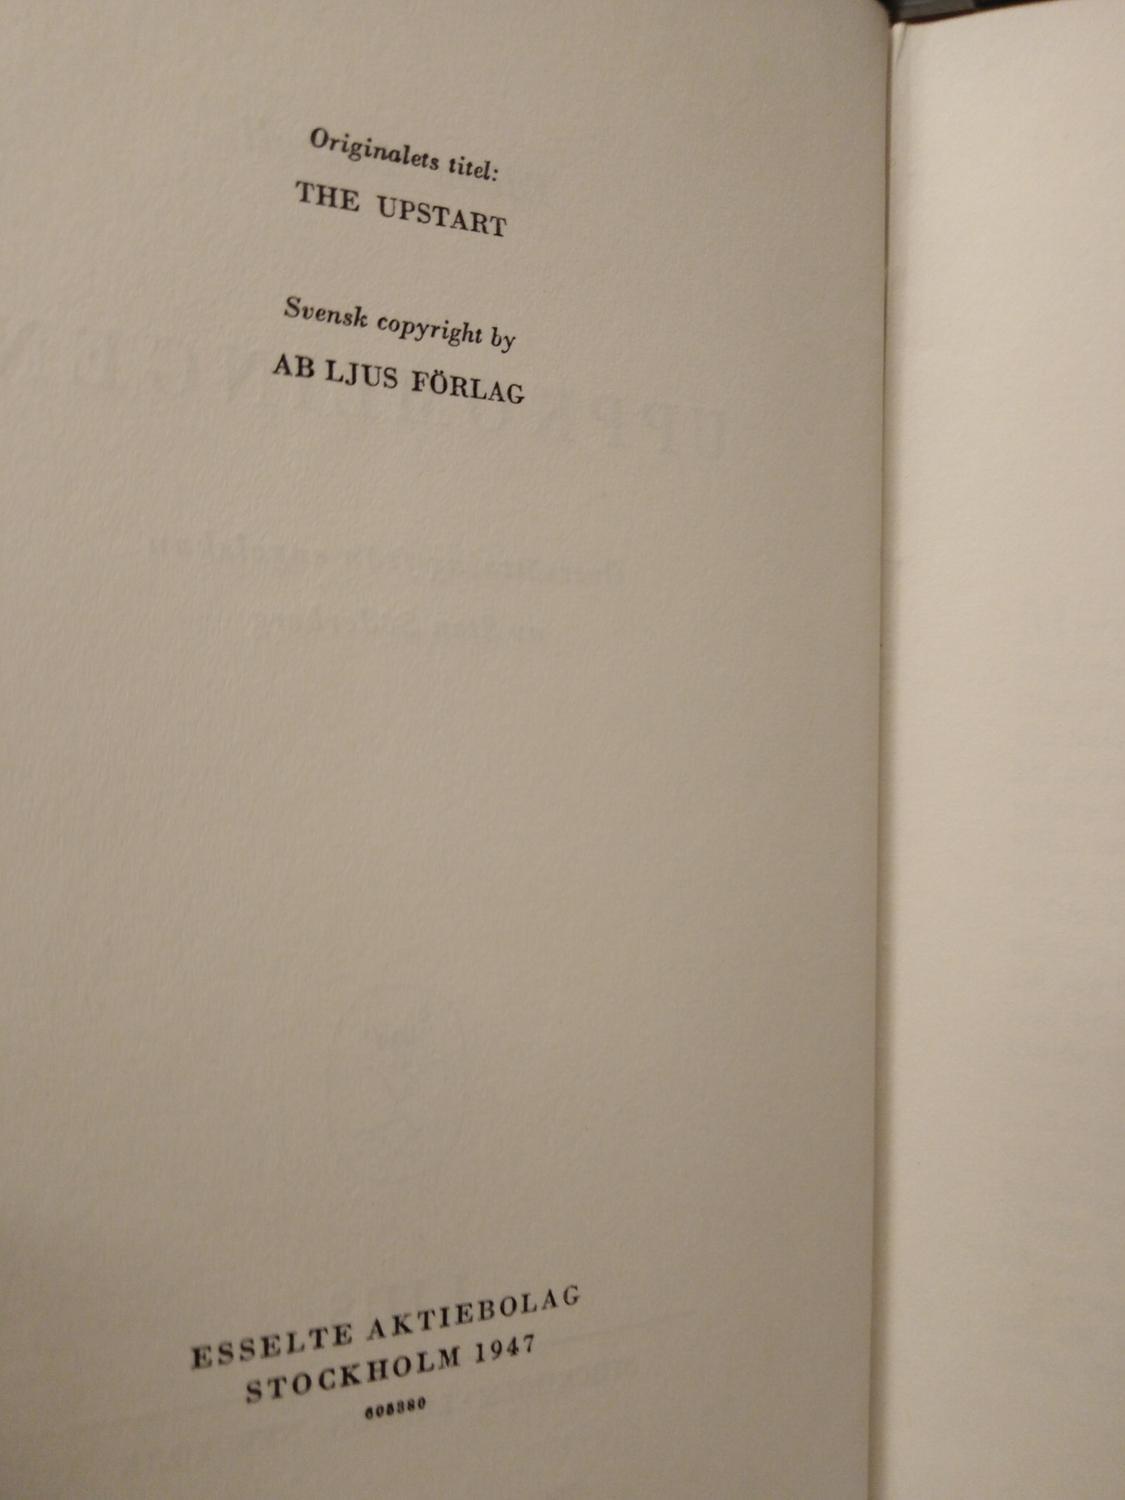 Originalets titel:
THE UPSTART
Svensk copyright by
AB LJUS FÖRLAG
ESSELTE AKTIEBOLAG
STOCKHOLM 1947